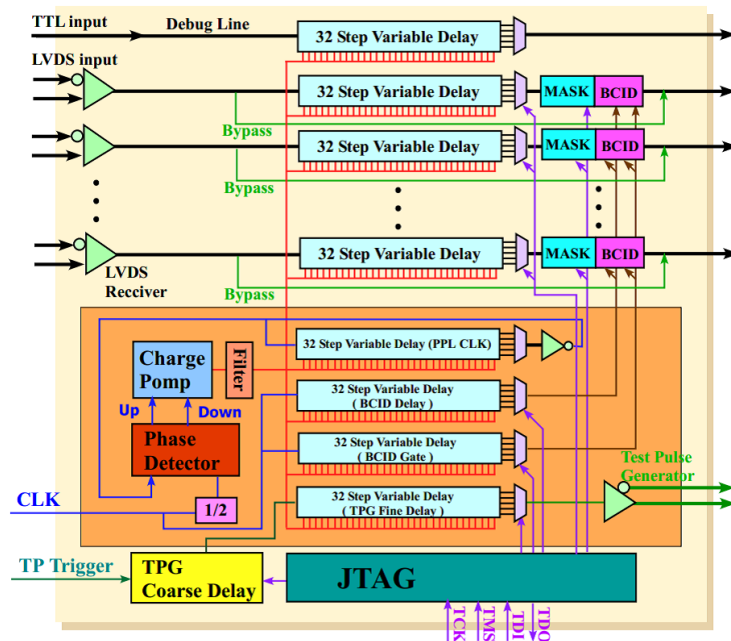 TTL input
Debug Line
32 Step Variable Delay
LVDS input
32 Step Variable Delay
MASK
BCID
Bypass
32 Step Variable Delay
MASK
BCID
Bypass
32 Step Variable Delay
MASK
BCID
LVDS
Recciver
Bypass
32 Step Variable Delay (PPL CLK)
Charge
Pomp
Filter
32 Step Variable Delay
( BCID Delay )
Up
Down
Phase
Detector
32 Step Variable Delay
( BCID Gate )
Test Pulse
Generator
CLK
1/2
32 Step Variable Delay
( TPG Fine Delay )
TP Trigger
TPG
Coarse Delay
JTAG
TCK
TMS
TDI
TDO